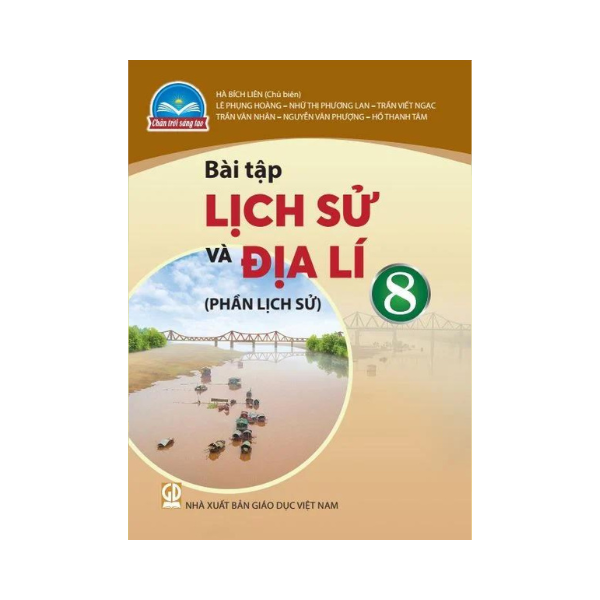 HÀ BÍCH LIÊN (Chủ biên)
LÊ PHỤNG HOÀNG – NHỮ THỊ PHƯƠNG LAN – TRẦN VIẾT NGẠC
TRẦN VĂN NHÂN – NGUYỄN VĂN PHƯỢNG – HỒ THANH TÂM
Chân trời sáng tạo
Bài tập
LỊCH SỬ
VÀ ĐỊA LÍ 8
(PHẦN LỊCH SỬ)
GD
NHÀ XUẤT BẢN GIÁO DỤC VIỆT NAM